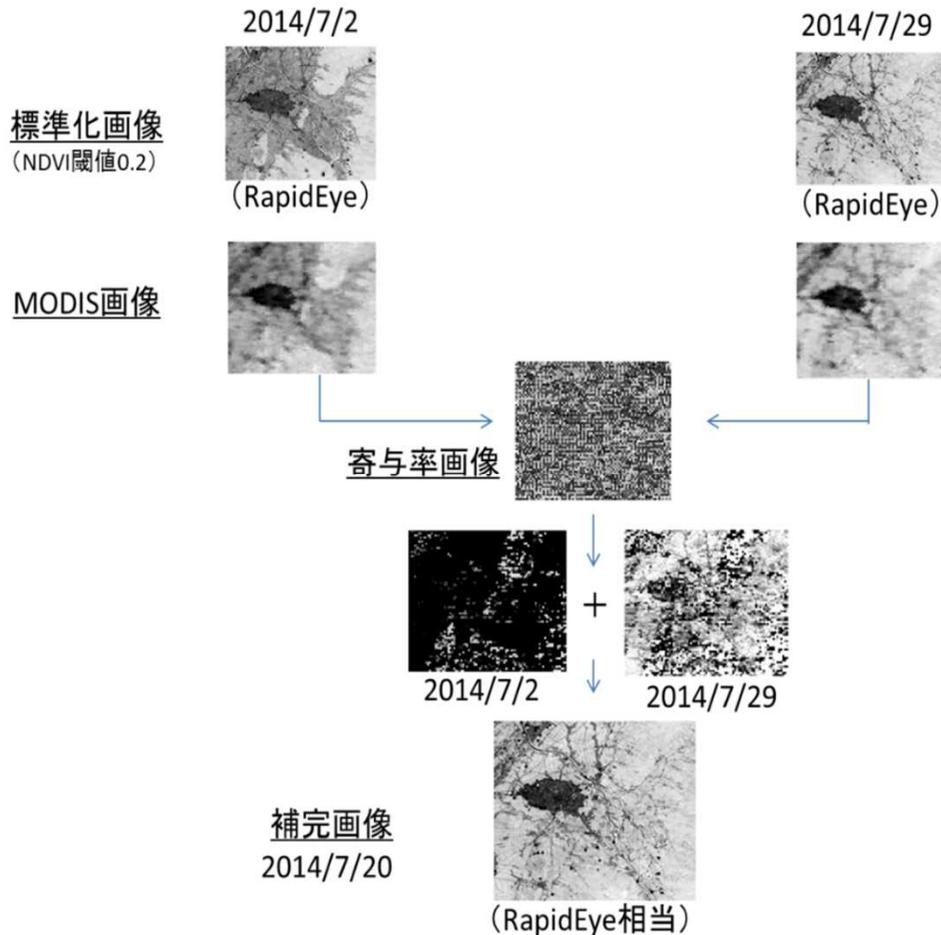 2014/7/2
2014/7/29
標準化画像
（NDVI閾値0.2）
（RapidEye）
（RapidEye）
MODIS画像
寄与率画像
+
2014/7/2
2014/7/29
補完画像
2014/7/20
（RapidEye相当）